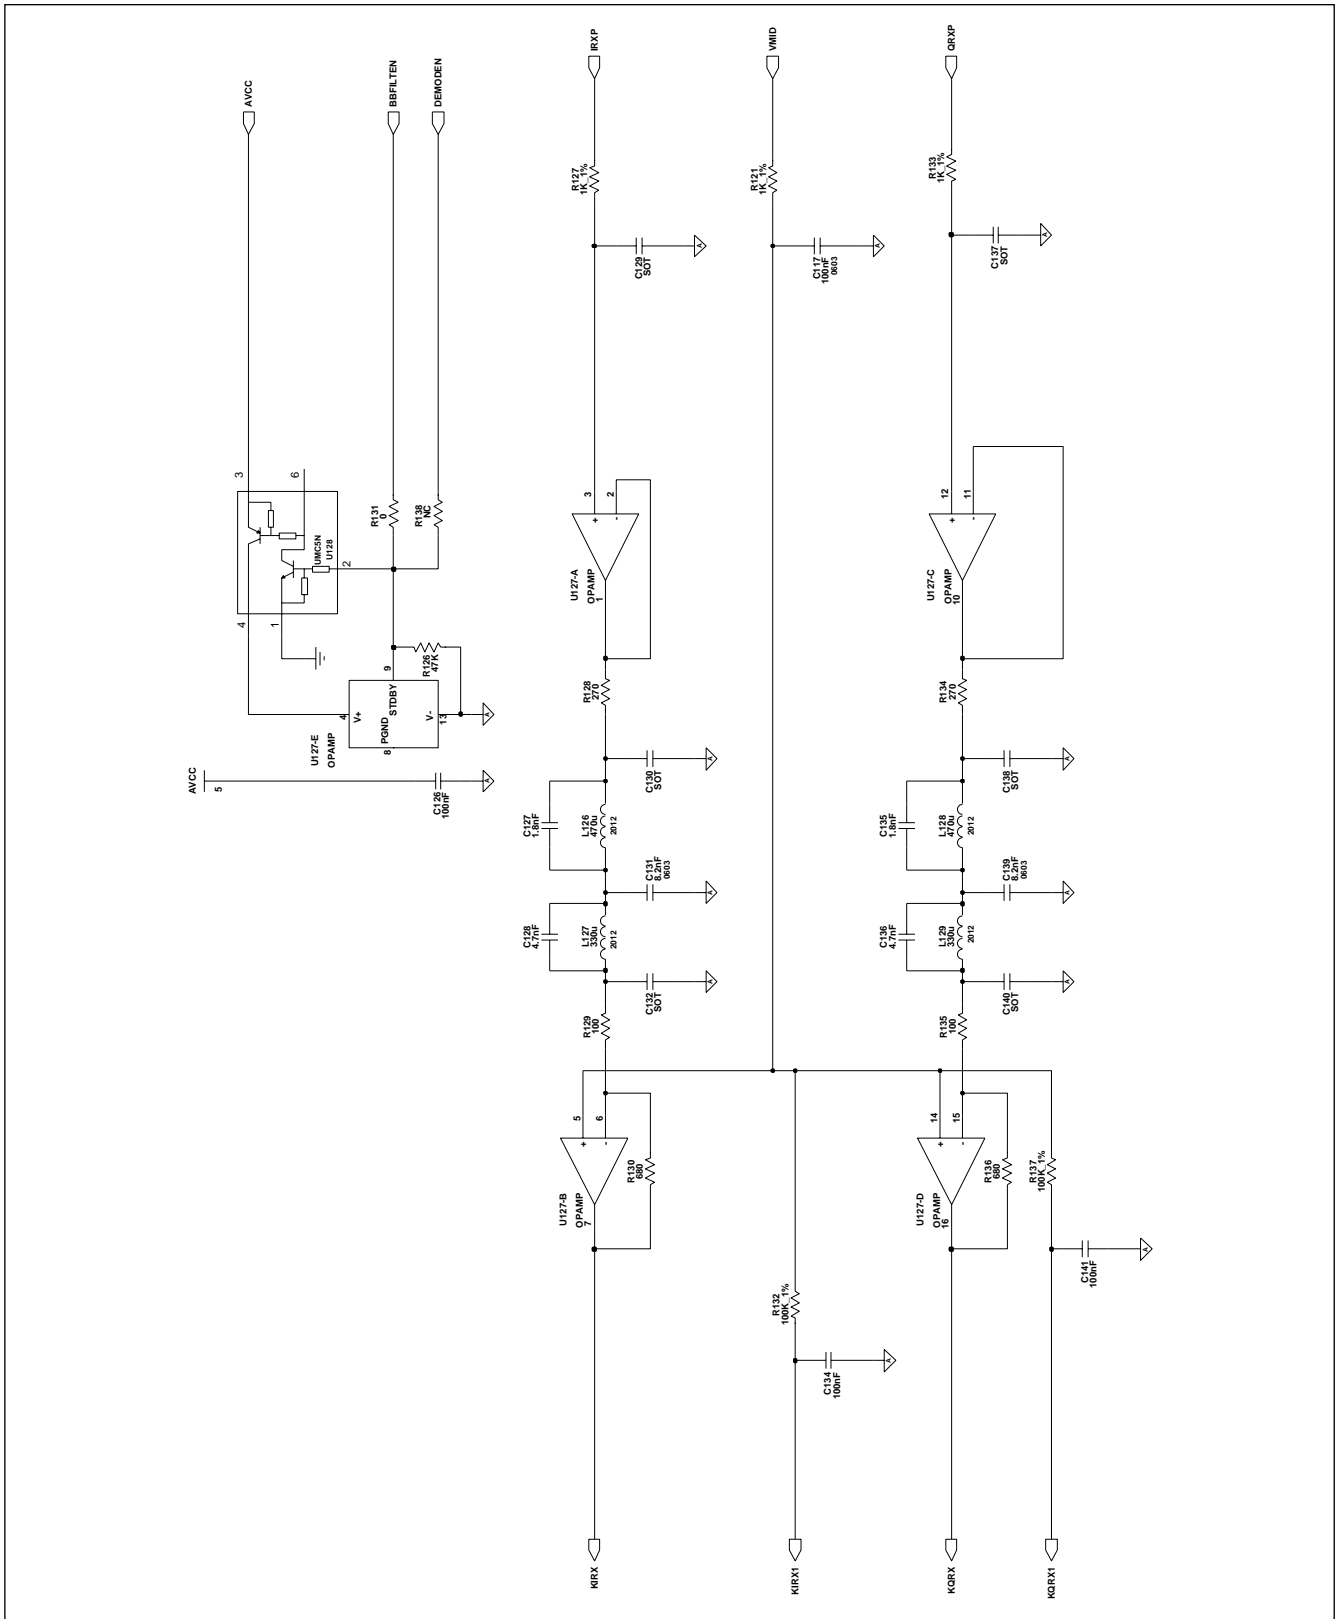 AVCC
BBFILTEN
DEMODEN
IRXP
VMID
QRXP
R127
1K_1%
R121
1K_1%
R133
1K_1%
C129
SOT
C117
100nF
0603
C137
SOT
3
6
UMC5N
U128
2
4
1
R131
0
R138
NC
R126
47K
9
4
V+
STDBY
PGND
8
V-
13
A
U127-E
OPAMP
AVCC
5
C126
100nF
A
A
A
A
3
2
+
-
U127-A
OPAMP
1
12
11
+
-
U127-C
OPAMP
10
R128
270
R134
270
C130
SOT
A
C138
SOT
A
C127
1.8nF
L126
470u
2012
C135
1.8nF
L128
470u
2012
C131
8.2nF
0603
A
C139
8.2nF
0603
A
C128
4.7nF
L127
330u
2012
C136
4.7nF
L129
330u
2012
C132
SOT
A
C140
SOT
A
R129
100
R135
100
5
6
+
-
U127-B
OPAMP
7
R130
680
14
15
+
-
U127-D
OPAMP
16
R136
680
R137
100K_1%
C141
100nF
A
R132
100K_1%
C134
100nF
A
KIRX
KIRX1
KQRX
KQRX1